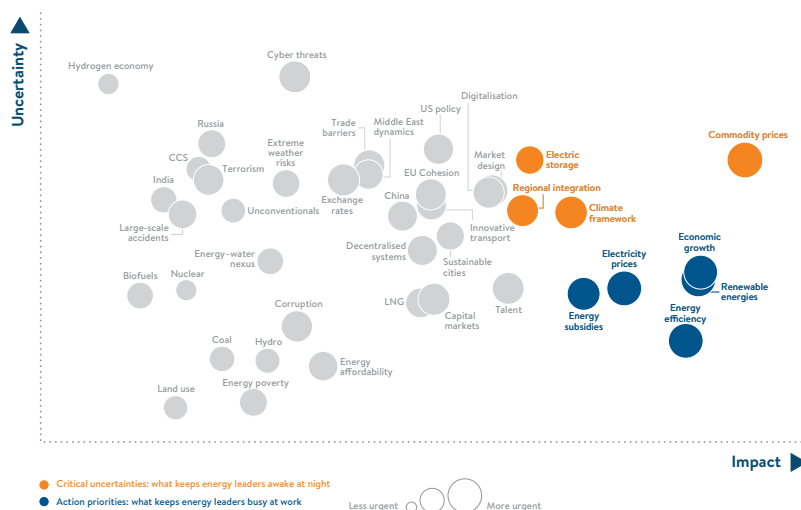 Uncertainty
Hydrogen economy
Cyber threats
Digitalisation
US policy
Trade
barriers
Middle East
dynamics
Russia
Commodity prices
Extreme
weather
risks
CCS
Terrorism
Market
design
Electric
storage
EU Cohesion
India
Regional integration
China
Exchange
rates
Unconventionals
Climate
framework
Large-scale
accidents
Innovative
transport
Economic
growth
Decentralised
systems
Energy–water
nexus
Electricity
prices
Sustainable
cities
Biofuels
Nuclear
Renewable
energies
LNG
Corruption
Talent
Energy
subsidies
Energy
efficiency
Capital
markets
Coal
Hydro
Energy
affordability
Land use
Energy poverty
Impact
Critical uncertainties: what keeps energy leaders awake at night
Action priorities: what keeps energy leaders busy at work
Less urgent
More urgent